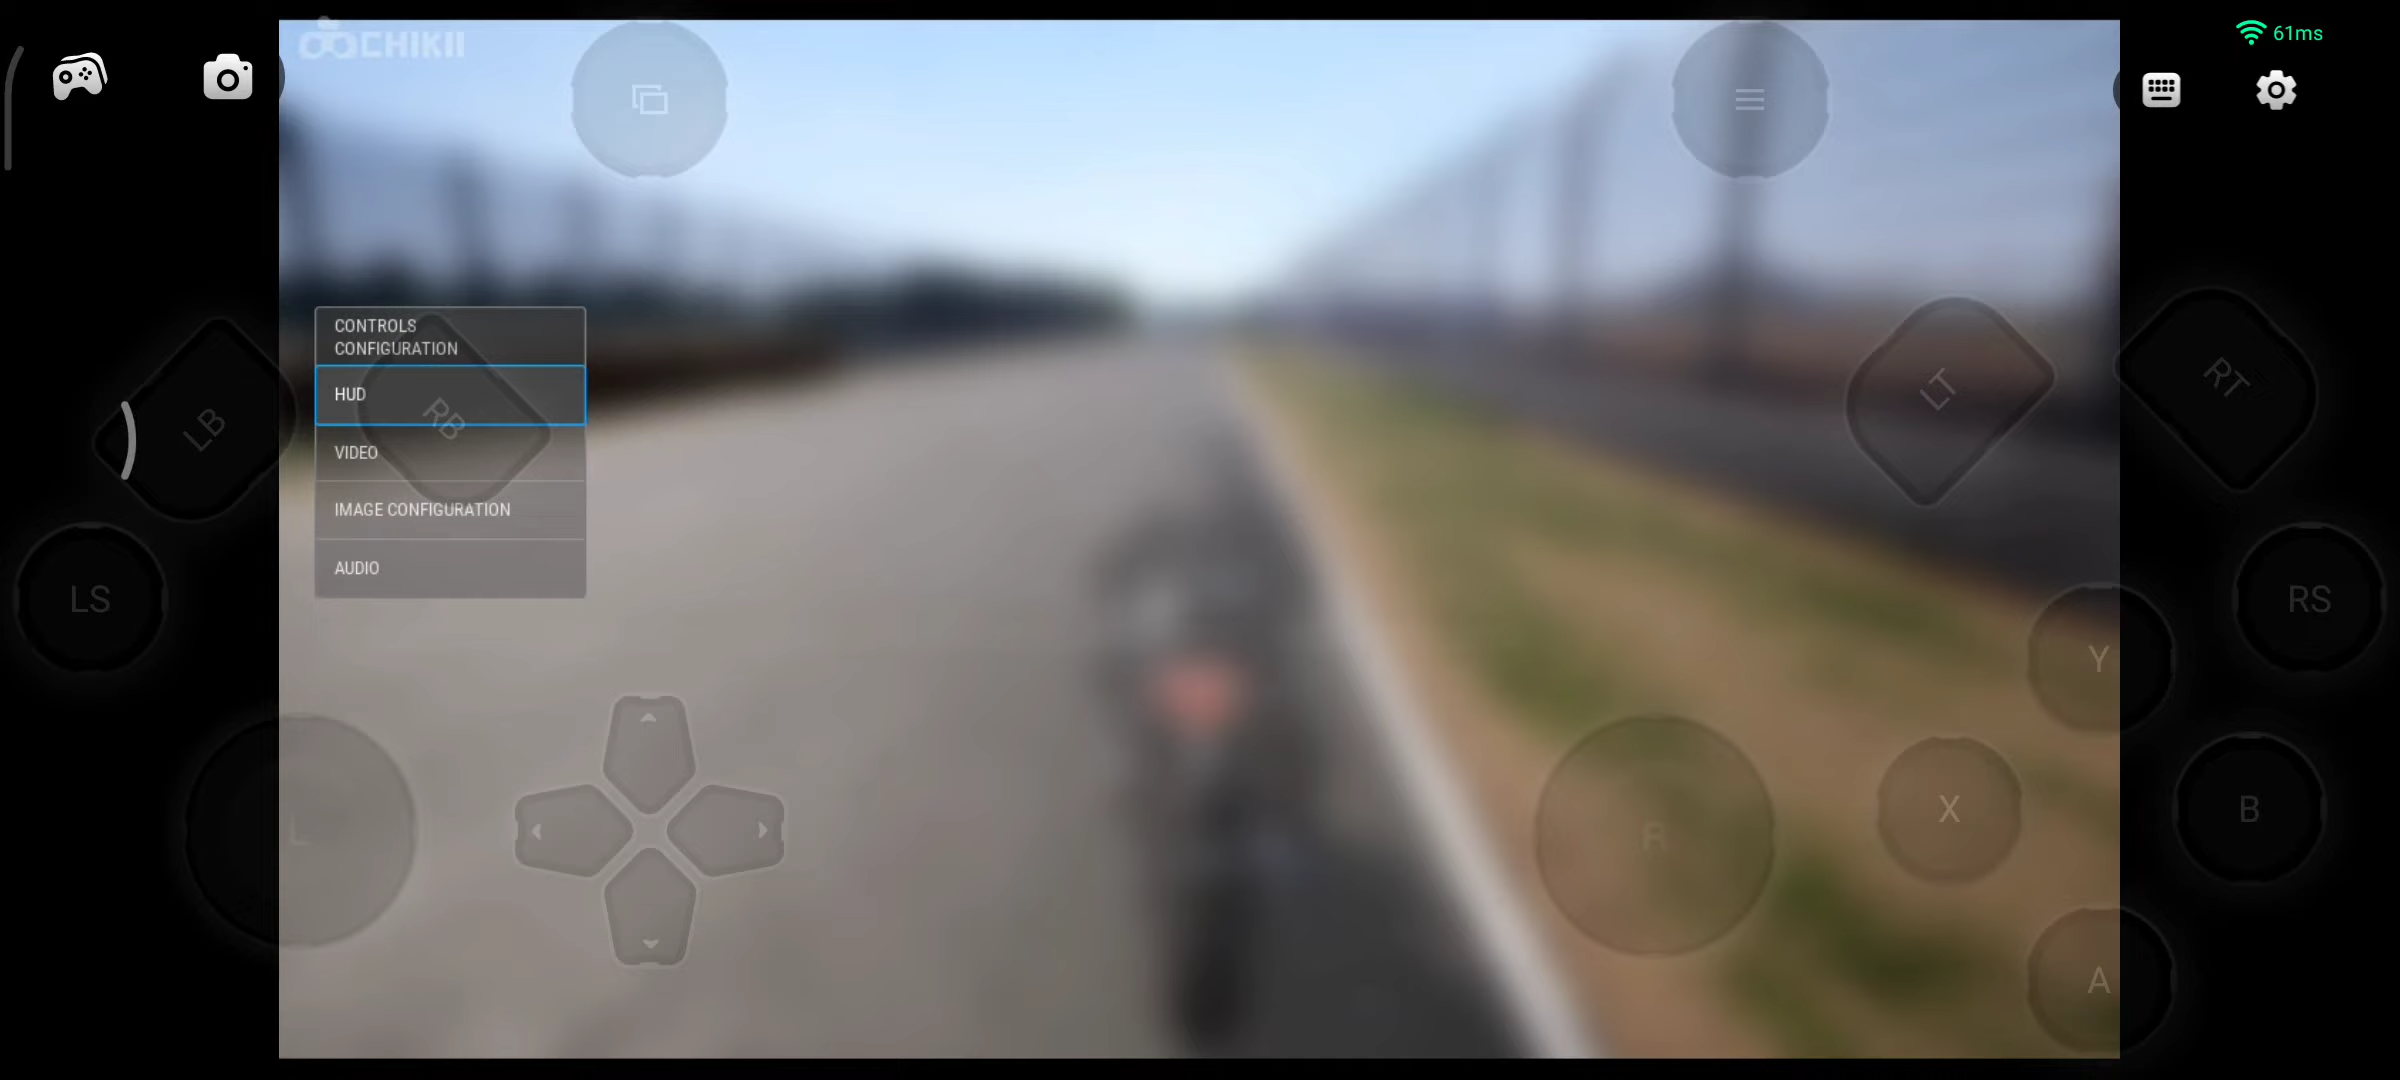 CHIKII
61ms
CONTROLS
CONFIGURATION
HUD
VIDEO
IMAGE CONFIGURATION
AUDIO
LB
RB
LT
RT
LS
RS
Y
L
R
X
B
A